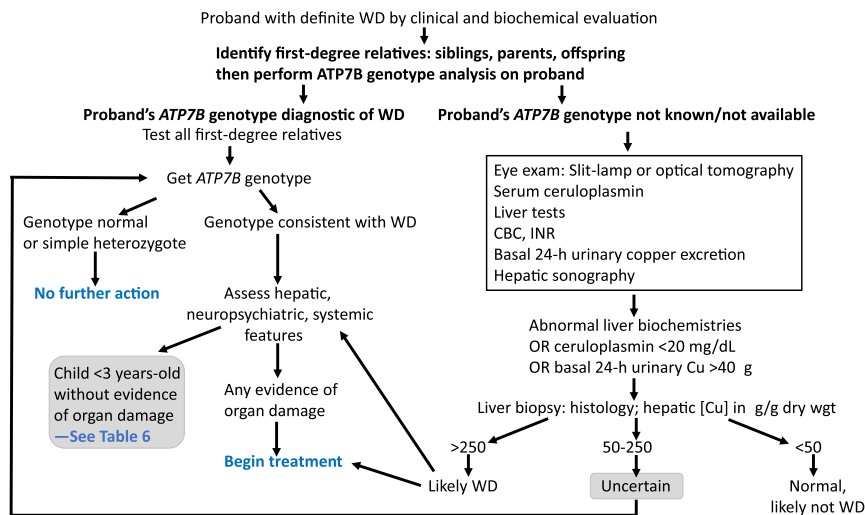 Proband with definite WD by clinical and biochemical evaluation
Identify first-degree relatives: siblings, parents, offspring
then perform ATP7B genotype analysis on proband
Proband's ATP7B genotype diagnostic of WD
Test all first-degree relatives
Get ATP7B genotype
Genotype normal
or simple heterozygote
No further action
Genotype consistent with WD
Assess hepatic,
neuropsychiatric, systemic
features
Child <3 years-old
without evidence
of organ damage
—See Table 6
Any evidence of
organ damage
Begin treatment
Proband's ATP7B genotype not known/not available
Eye exam: Slit-lamp or optical tomography
Serum ceruloplasmin
Liver tests
CBC, INR
Basal 24-h urinary copper excretion
Hepatic sonography
Abnormal liver biochemistries
OR ceruloplasmin <20 mg/dL
OR basal 24-h urinary Cu >40 g
Liver biopsy: histology; hepatic [Cu] in g/g dry wgt
>250
50-250
<50
Likely WD
Uncertain
Normal,
likely not WD